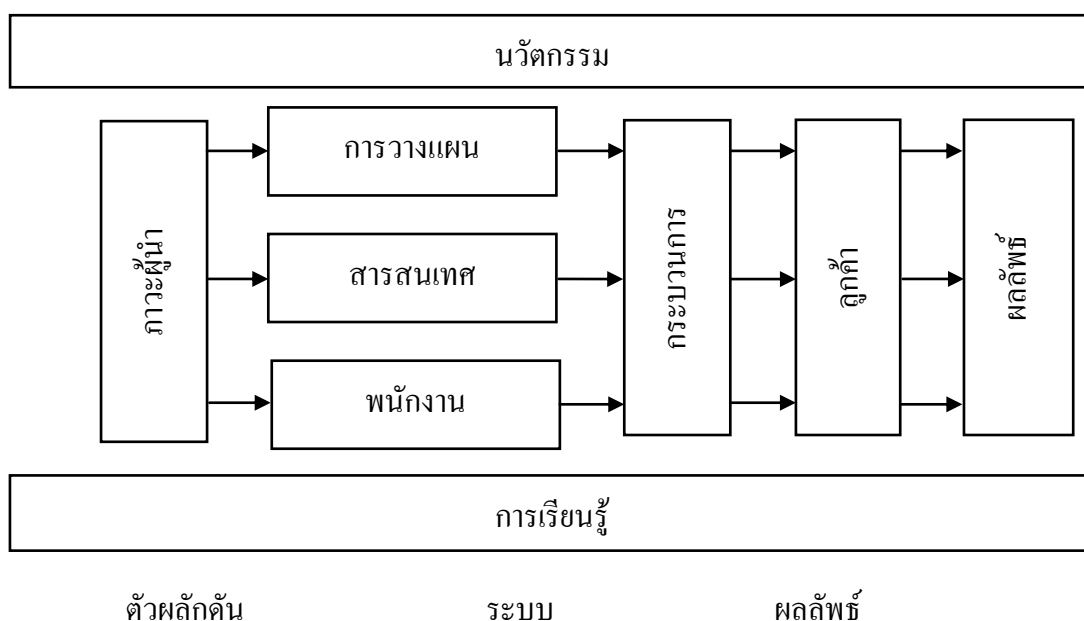 นวัตกรรม
ภาวะผู้นำ
การวางแผน
สารสนเทศ
พนักงาน
กระบวนการ
ลูกค้า
ผลลัพธ์
การเรียนรู้
ตัวผลักดัน ระบบ ผลลัพธ์